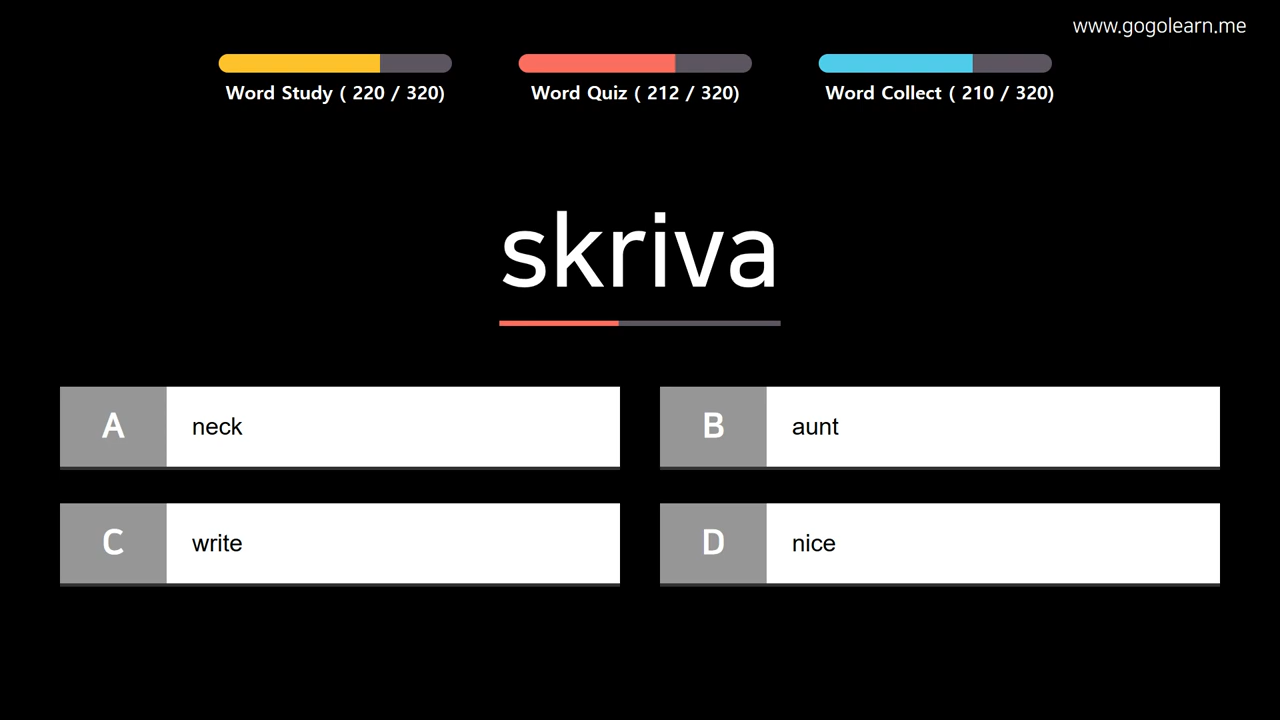 www.gogolearn.me
Word Study ( 220 / 320)
Word Quiz ( 212 / 320)
Word Collect ( 210 / 320)
skriva
A neck
B aunt
C write
D nice